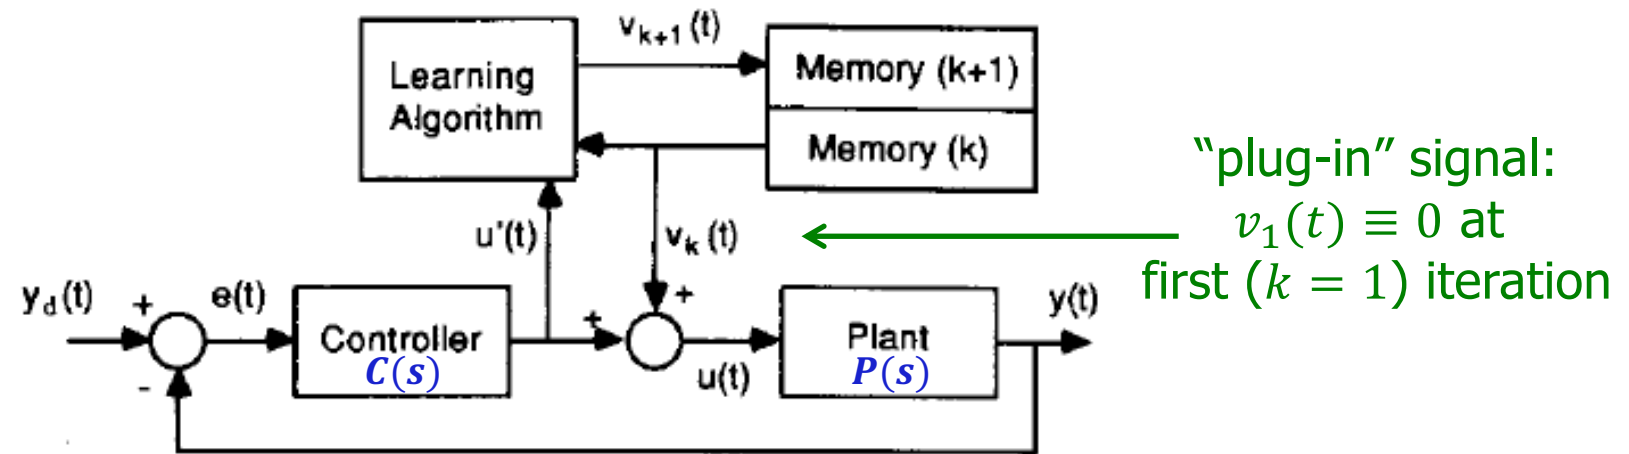 v_{k+1}(t)
Learning
Algorithm
Memory (k+1)
Memory (k)
"plug-in" signal:
v_1(t) ≡ 0 at
first (k = 1) iteration
u'(t)
v_k(t)
y_d(t)
+
e(t)
Controller
C(s)
+
+
u(t)
Plant
P(s)
y(t)
-